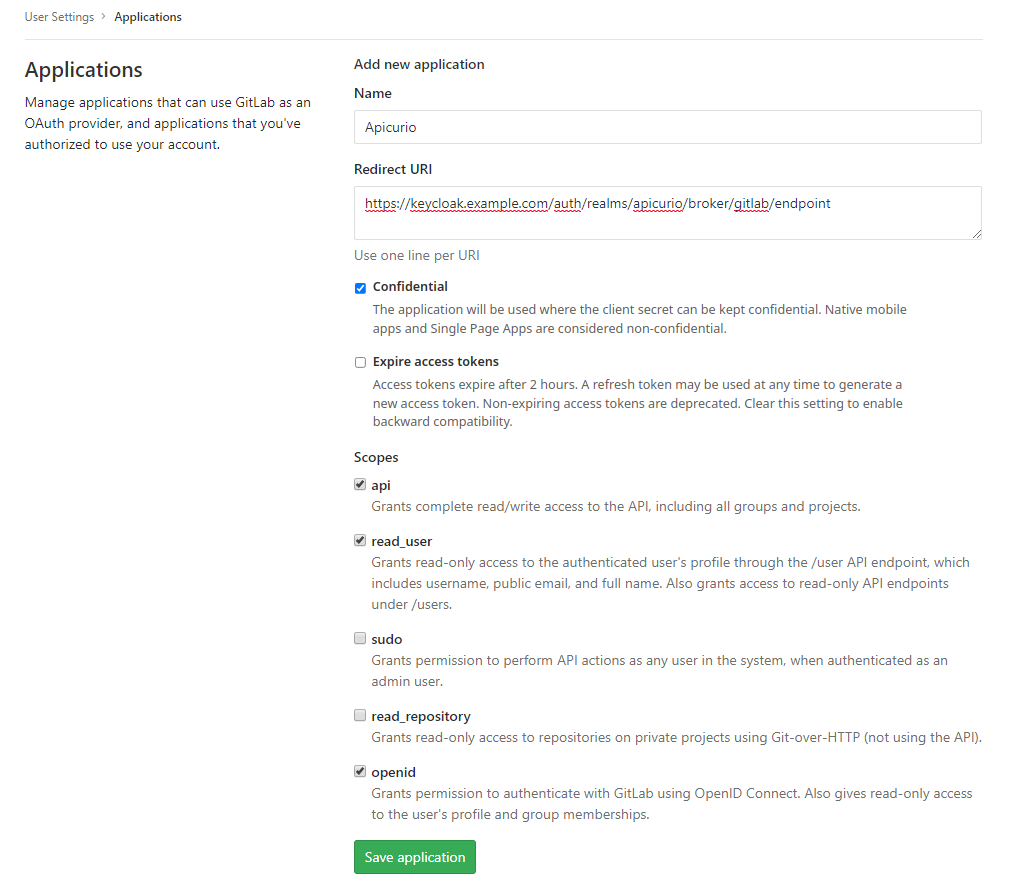 User Settings › Applications
Applications
Manage applications that can use GitLab as an
OAuth provider, and applications that you've
authorized to use your account.
Add new application
Name
Apicurio
Redirect URI
https://keycloak.example.com/auth/realms/apicurio/broker/gitlab/endpoint
Use one line per URI
Confidential
The application will be used where the client secret can be kept confidential. Native mobile
apps and Single Page Apps are considered non-confidential.
Expire access tokens
Access tokens expire after 2 hours. A refresh token may be used at any time to generate a
new access token. Non-expiring access tokens are deprecated. Clear this setting to enable
backward compatibility.
Scopes
api
Grants complete read/write access to the API, including all groups and projects.
read_user
Grants read-only access to the authenticated user's profile through the /user API endpoint, which
includes username, public email, and full name. Also grants access to read-only API endpoints
under /users.
sudo
Grants permission to perform API actions as any user in the system, when authenticated as an
admin user.
read_repository
Grants read-only access to repositories on private projects using Git-over-HTTP (not using the API).
openid
Grants permission to authenticate with GitLab using OpenID Connect. Also gives read-only access
to the user's profile and group memberships.
Save application